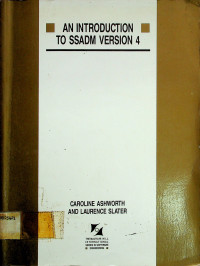 AN INTRODUCTION
TO SSADM VERSION 4
CAROLINE ASHWORTH
AND LAURENCE SLATER